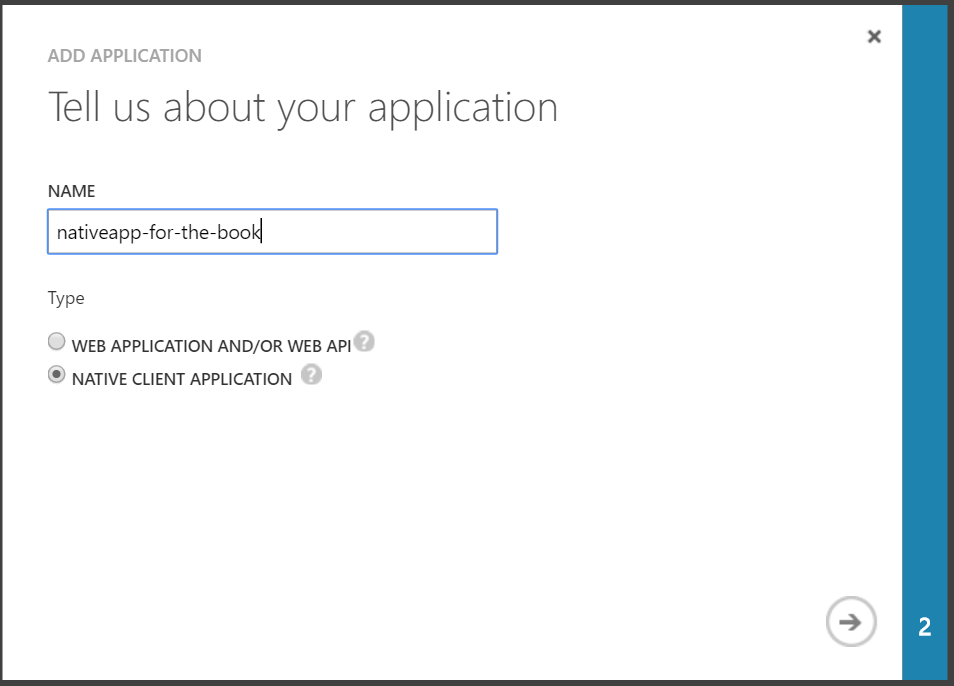 ADD APPLICATION
Tell us about your application
NAME
nativeapp-for-the-book
Type
WEB APPLICATION AND/OR WEB API ?
NATIVE CLIENT APPLICATION ?
2